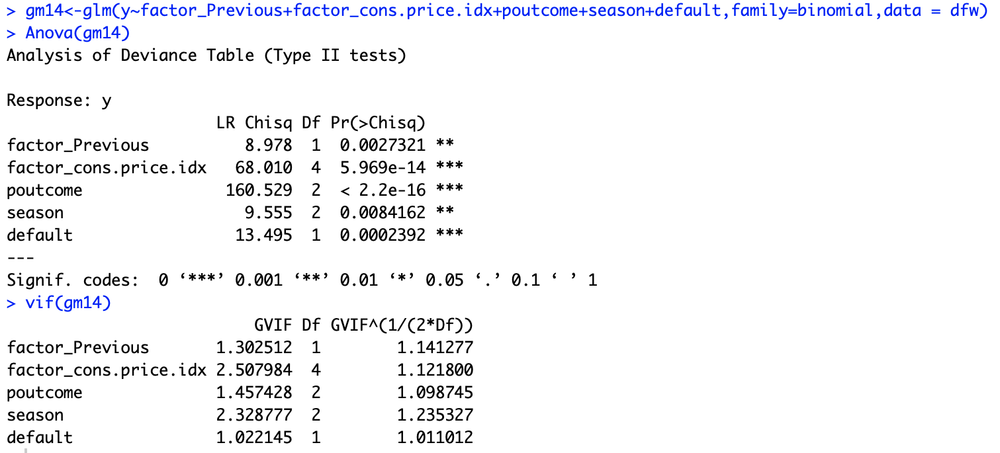 > gm14<-glm(y~factor_Previous+factor_cons.price.idx+poutcome+season+default,family=binomial,data = dfw)
> Anova(gm14)
Analysis of Deviance Table (Type II tests)

Response: y
                     LR Chisq Df Pr(>Chisq)
factor_Previous         8.978  1  0.0027321 **
factor_cons.price.idx  68.010  4  5.969e-14 ***
poutcome              160.529  2  < 2.2e-16 ***
season                  9.555  2  0.0084162 **
default                13.495  1  0.0002392 ***
---
Signif. codes:  0 ‘***’ 0.001 ‘**’ 0.01 ‘*’ 0.05 ‘.’ 0.1 ‘ ’ 1
> vif(gm14)
                          GVIF Df GVIF^(1/(2*Df))
factor_Previous       1.302512  1        1.141277
factor_cons.price.idx 2.507984  4        1.121800
poutcome              1.457428  2        1.098745
season                2.328777  2        1.235327
default               1.022145  1        1.011012